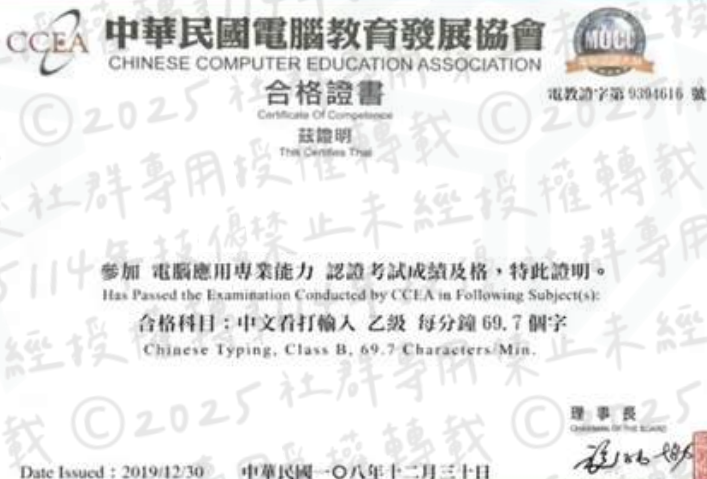 CCEA 中華民國電腦教育發展協會
CHINESE COMPUTER EDUCATION ASSOCIATION
MOCC
合格證書
Certificate Of Competence
電教證字第 9394616 號
茲證明
This Certifies That
參加 電腦應用專業能力 認證考試成績及格，特此證明。
Has Passed the Examination Conducted by CCEA in Following Subject(s):
合格科目：中文看打輸入 乙級 每分鐘 69.7 個字
Chinese Typing, Class B, 69.7 Characters/Min.
理 事 長
CHAIRMAN OF THE BOARD
Date Issued : 2019/12/30 中華民國一○八年十二月三十日